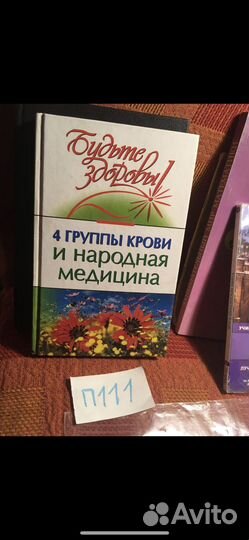 Будьте
здоровы!
4 ГРУППЫ КРОВИ
И НАРОДНАЯ
МЕДИЦИНА
П111
Avito